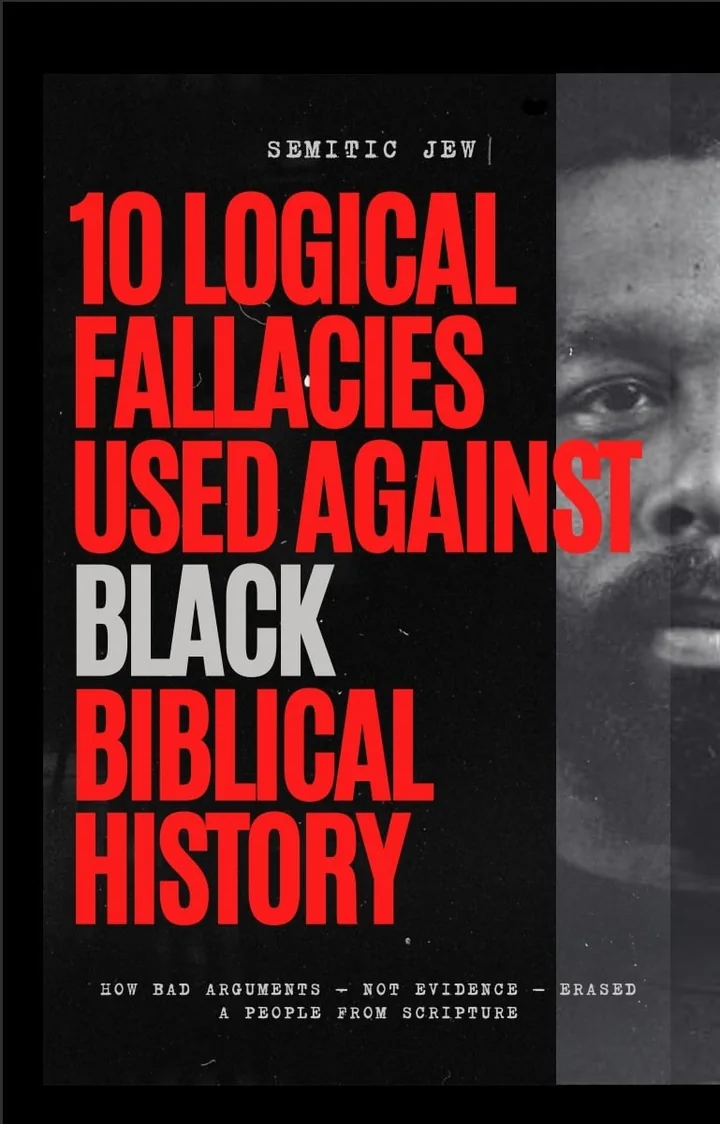 SEMITIC JEW
10 LOGICAL
FALLACIES
USED AGAINST
BLACK
BIBLICAL
HISTORY
HOW BAD ARGUMENTS – NOT EVIDENCE – ERASED
A PEOPLE FROM SCRIPTURE